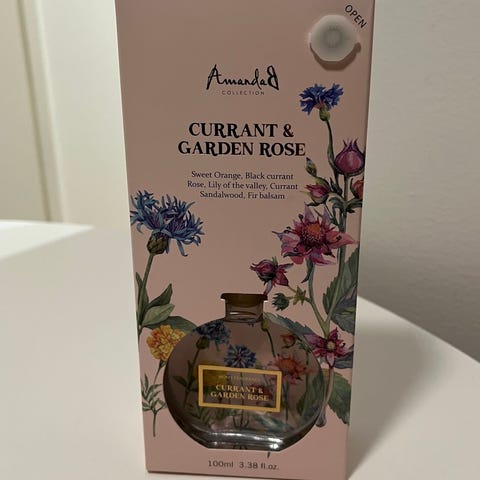 OPEN
AmandaB
COLLECTION
CURRANT &
GARDEN ROSE
Sweet Orange, Black currant
Rose, Lily of the valley, Currant
Sandalwood, Fir balsam
CURRANT &
GARDEN ROSE
100ml 3.38 fl.oz.